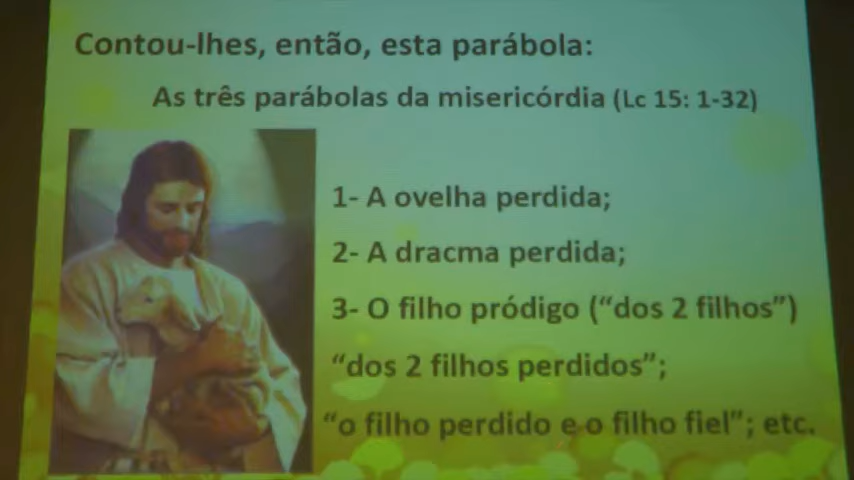 Contou-lhes, então, esta parábola:
As três parábolas da misericórdia (Lc 15: 1-32)
1- A ovelha perdida;
2- A dracma perdida;
3- O filho pródigo (“dos 2 filhos”)
“dos 2 filhos perdidos”;
“o filho perdido e o filho fiel”; etc.